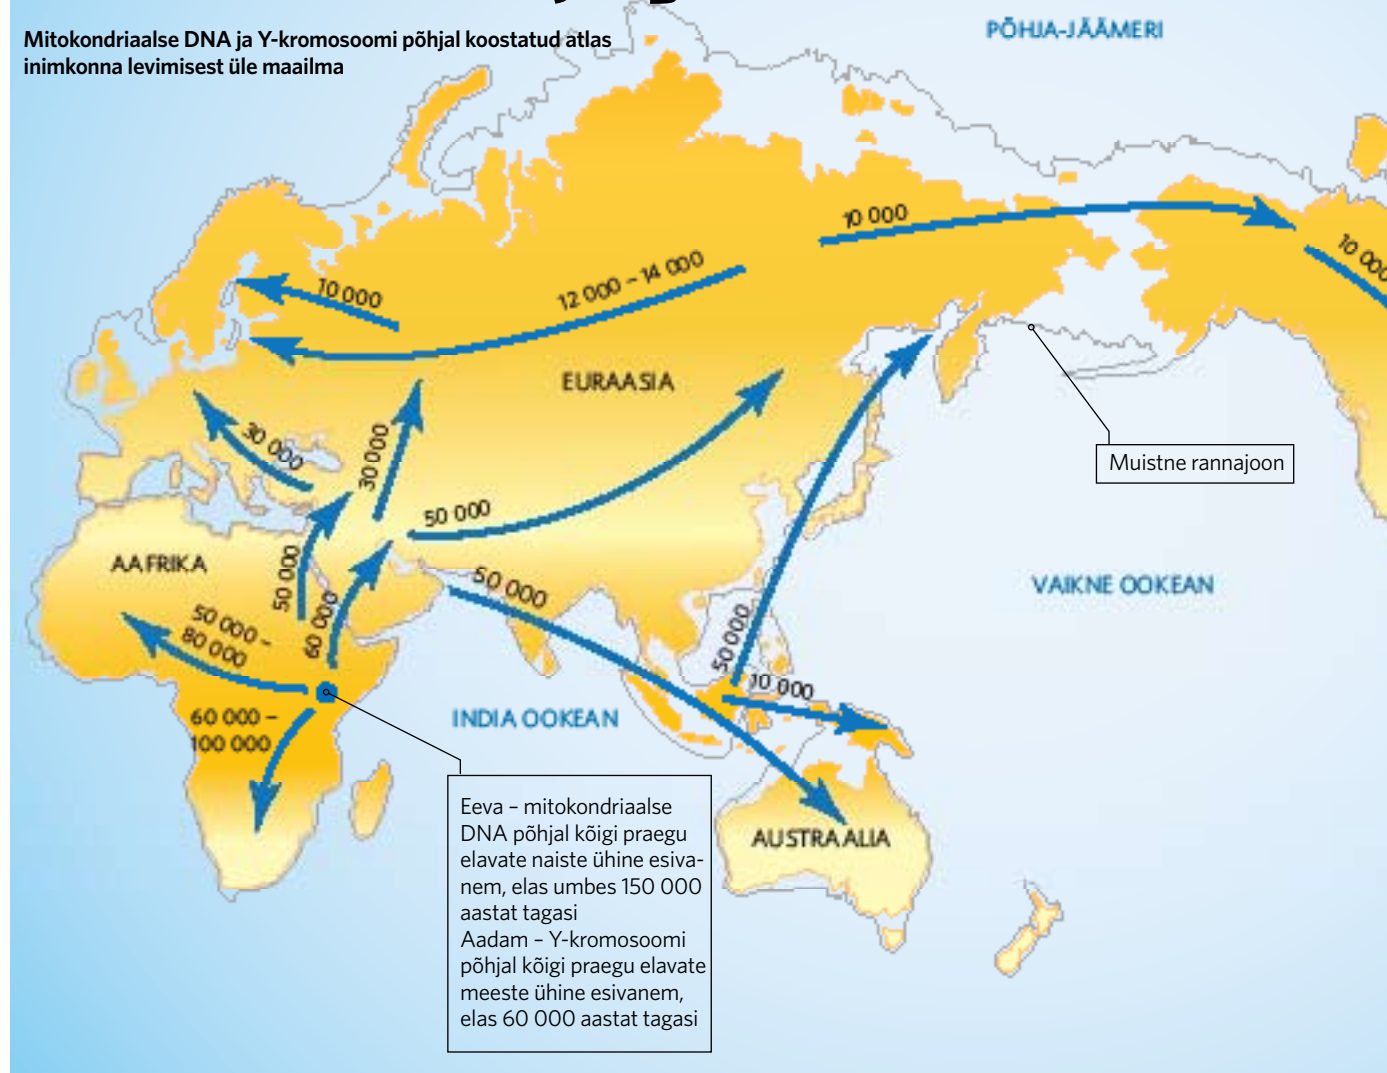 Mitokondriaalse DNA ja Y-kromosoomi põhjal koostatud atlas
inimkonna levimisest üle maailma
PÕHJA-JÄÄMERI
10 000
10 000
12 000 – 14 000
10 000
EURAASIA
30 000
30 000
Muistne rannajoon
50 000
AAFRIKA
50 000
50 000
VAIKNE OOKEAN
50 000 –
80 000
60 000
50 000
10 000
60 000 –
100 000
INDIA OOKEAN
AUSTRAALIA
Eeva – mitokondriaalse
DNA põhjal kõigi praegu
elavate naiste ühine esiva-
nem, elas umbes 150 000
aastat tagasi
Aadam – Y-kromosoomi
põhjal kõigi praegu elavate
meeste ühine esivanem,
elas 60 000 aastat tagasi